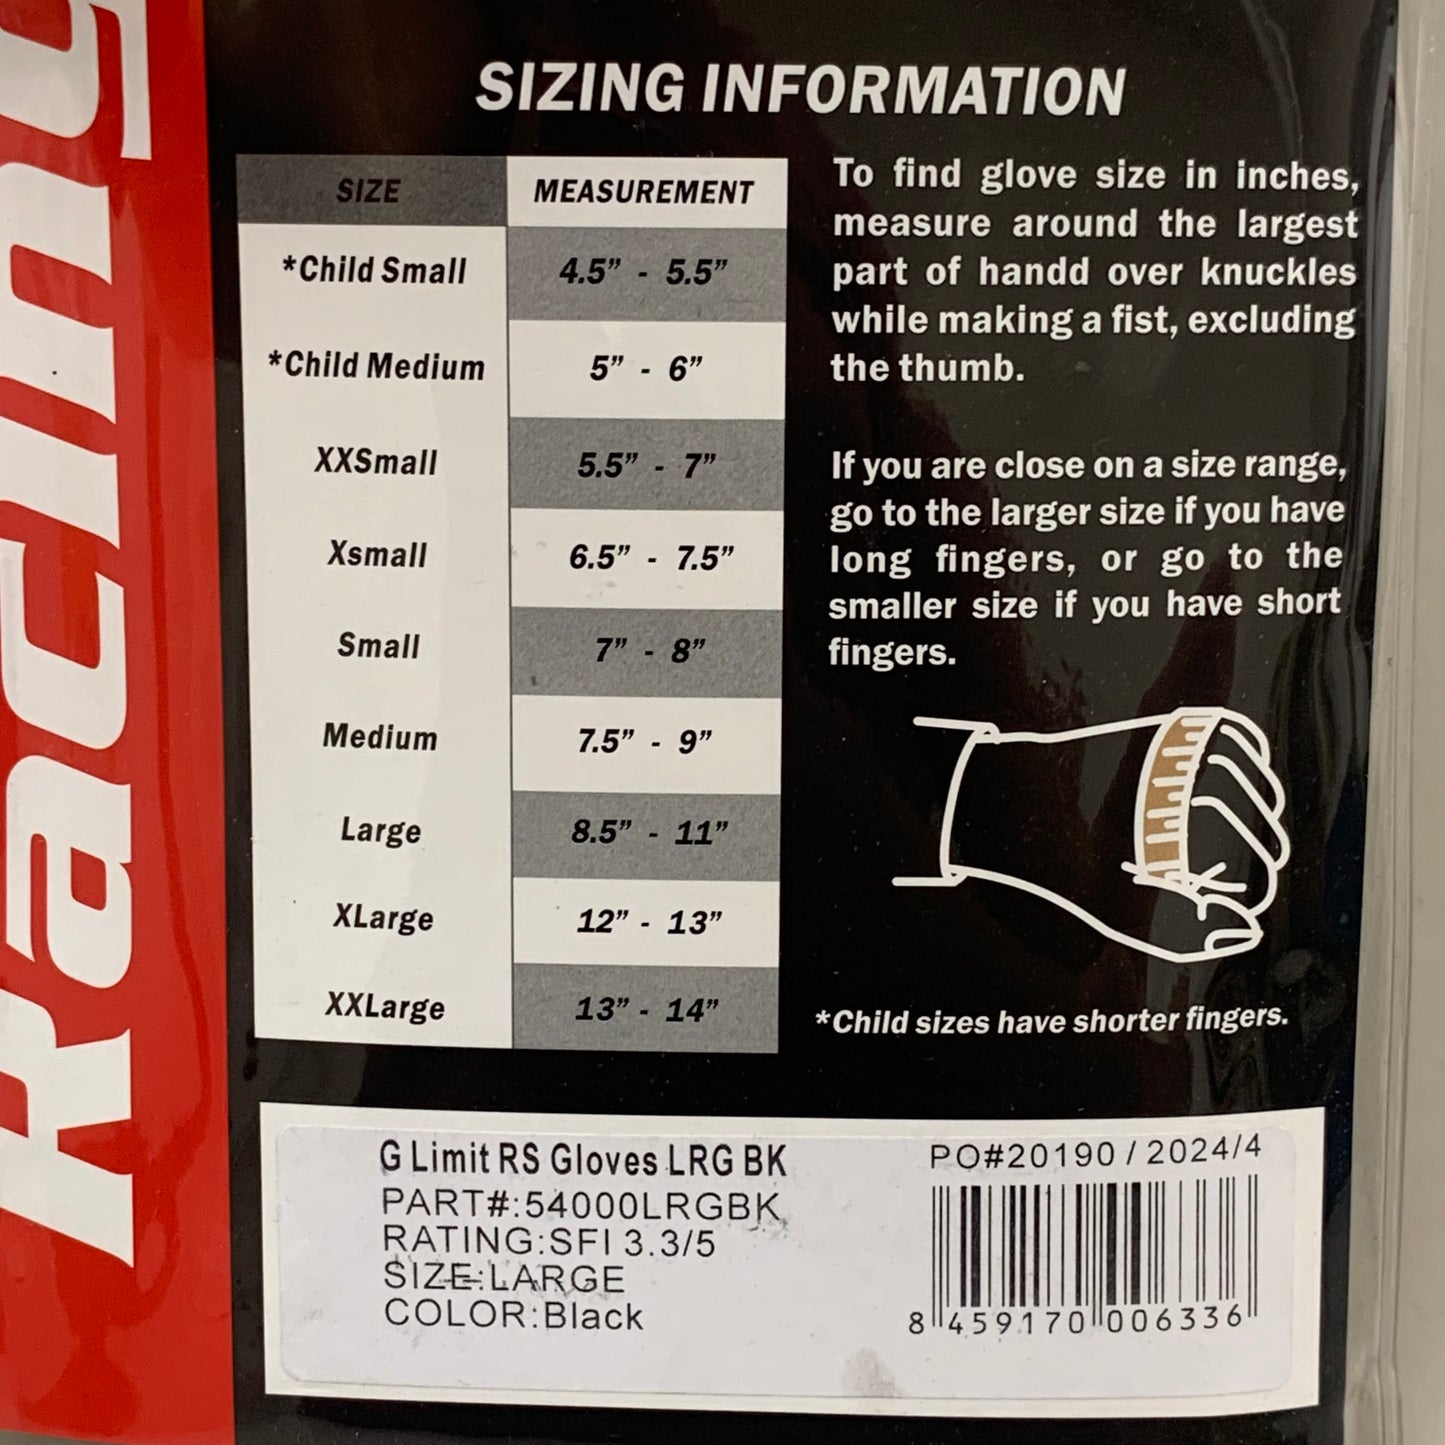 Racing
SIZING INFORMATION
SIZE MEASUREMENT
*Child Small 4.5” - 5.5”
*Child Medium 5” - 6”
XXSmall 5.5” - 7”
Xsmall 6.5” - 7.5”
Small 7” - 8”
Medium 7.5” - 9”
Large 8.5” - 11”
XLarge 12” - 13”
XXLarge 13” - 14”
To find glove size in inches,
measure around the largest
part of handd over knuckles
while making a fist, excluding
the thumb.
If you are close on a size range,
go to the larger size if you have
long fingers, or go to the
smaller size if you have short
fingers.
*Child sizes have shorter fingers.
G Limit RS Gloves LRG BK
PART#:54000LRGBK
RATING:SFI 3.3/5
SIZE:LARGE
COLOR:Black
PO#20190 / 2024/4
8 459170 006336